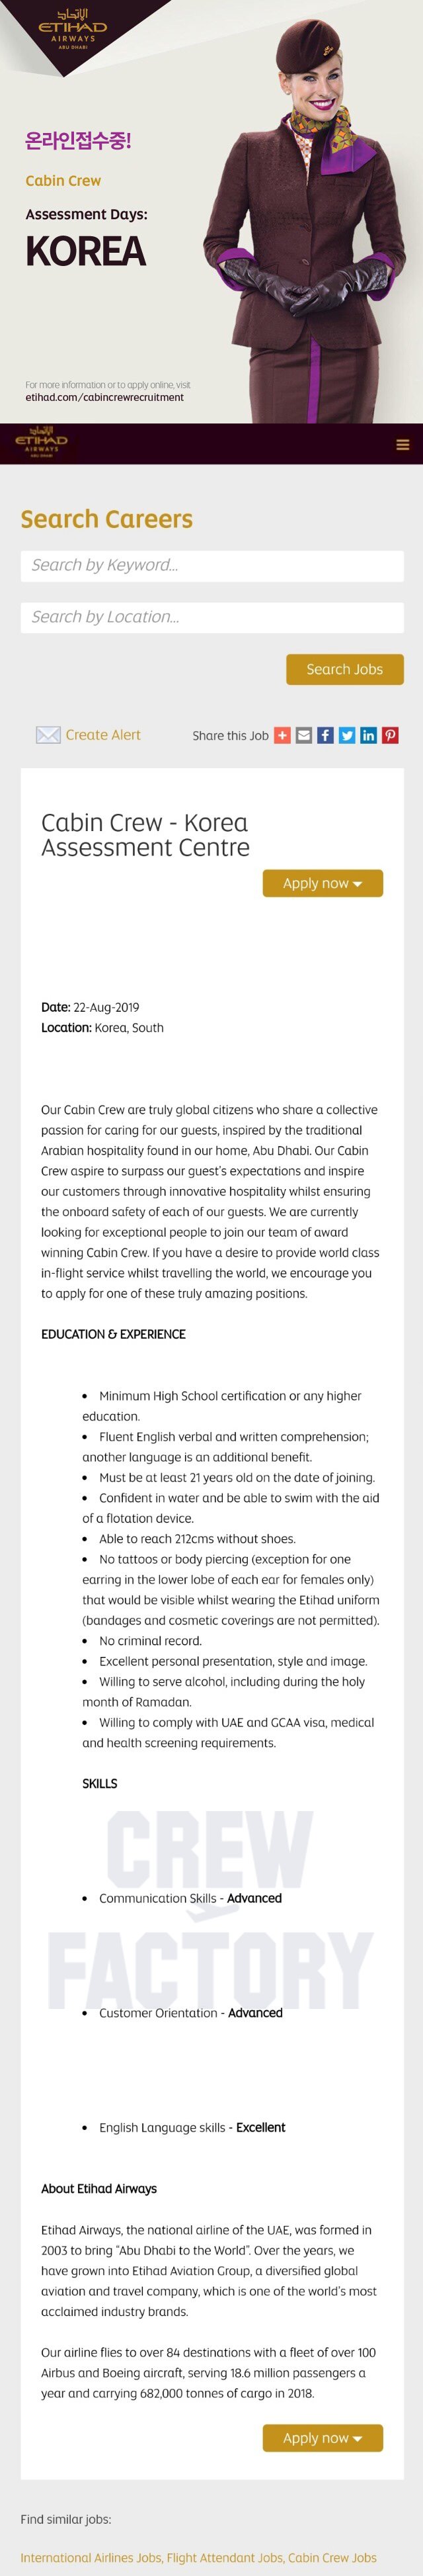 الإتحاد
ETIHAD
AIRWAYS
ABU DHABI
온라인접수중!
Cabin Crew
Assessment Days:
KOREA
For more information or to apply online, visit
etihad.com/cabincrewrecruitment
الإتحاد
ETIHAD
AIRWAYS
ABU DHABI
Search Careers
Search by Keyword...
Search by Location...
Search Jobs
Create Alert
Share this Job
Cabin Crew - Korea
Assessment Centre
Apply now
Date: 22-Aug-2019
Location: Korea, South
Our Cabin Crew are truly global citizens who share a collective
passion for caring for our guests, inspired by the traditional
Arabian hospitality found in our home, Abu Dhabi. Our Cabin
Crew aspire to surpass our guest's expectations and inspire
our customers through innovative hospitality whilst ensuring
the onboard safety of each of our guests. We are currently
looking for exceptional people to join our team of award
winning Cabin Crew. If you have a desire to provide world class
in-flight service whilst travelling the world, we encourage you
to apply for one of these truly amazing positions.
EDUCATION & EXPERIENCE
• Minimum High School certification or any higher
education.
• Fluent English verbal and written comprehension;
another language is an additional benefit.
• Must be at least 21 years old on the date of joining.
• Confident in water and be able to swim with the aid
of a flotation device.
• Able to reach 212cms without shoes.
• No tattoos or body piercing (exception for one
earring in the lower lobe of each ear for females only)
that would be visible whilst wearing the Etihad uniform
(bandages and cosmetic coverings are not permitted).
• No criminal record.
• Excellent personal presentation, style and image.
• Willing to serve alcohol, including during the holy
month of Ramadan.
• Willing to comply with UAE and GCAA visa, medical
and health screening requirements.
SKILLS
CREW
• Communication Skills - Advanced
FACTORY
• Customer Orientation - Advanced
• English Language skills - Excellent
About Etihad Airways
Etihad Airways, the national airline of the UAE, was formed in
2003 to bring "Abu Dhabi to the World". Over the years, we
have grown into Etihad Aviation Group, a diversified global
aviation and travel company, which is one of the world's most
acclaimed industry brands.
Our airline flies to over 84 destinations with a fleet of over 100
Airbus and Boeing aircraft, serving 18.6 million passengers a
year and carrying 682,000 tonnes of cargo in 2018.
Apply now
Find similar jobs:
International Airlines Jobs, Flight Attendant Jobs, Cabin Crew Jobs